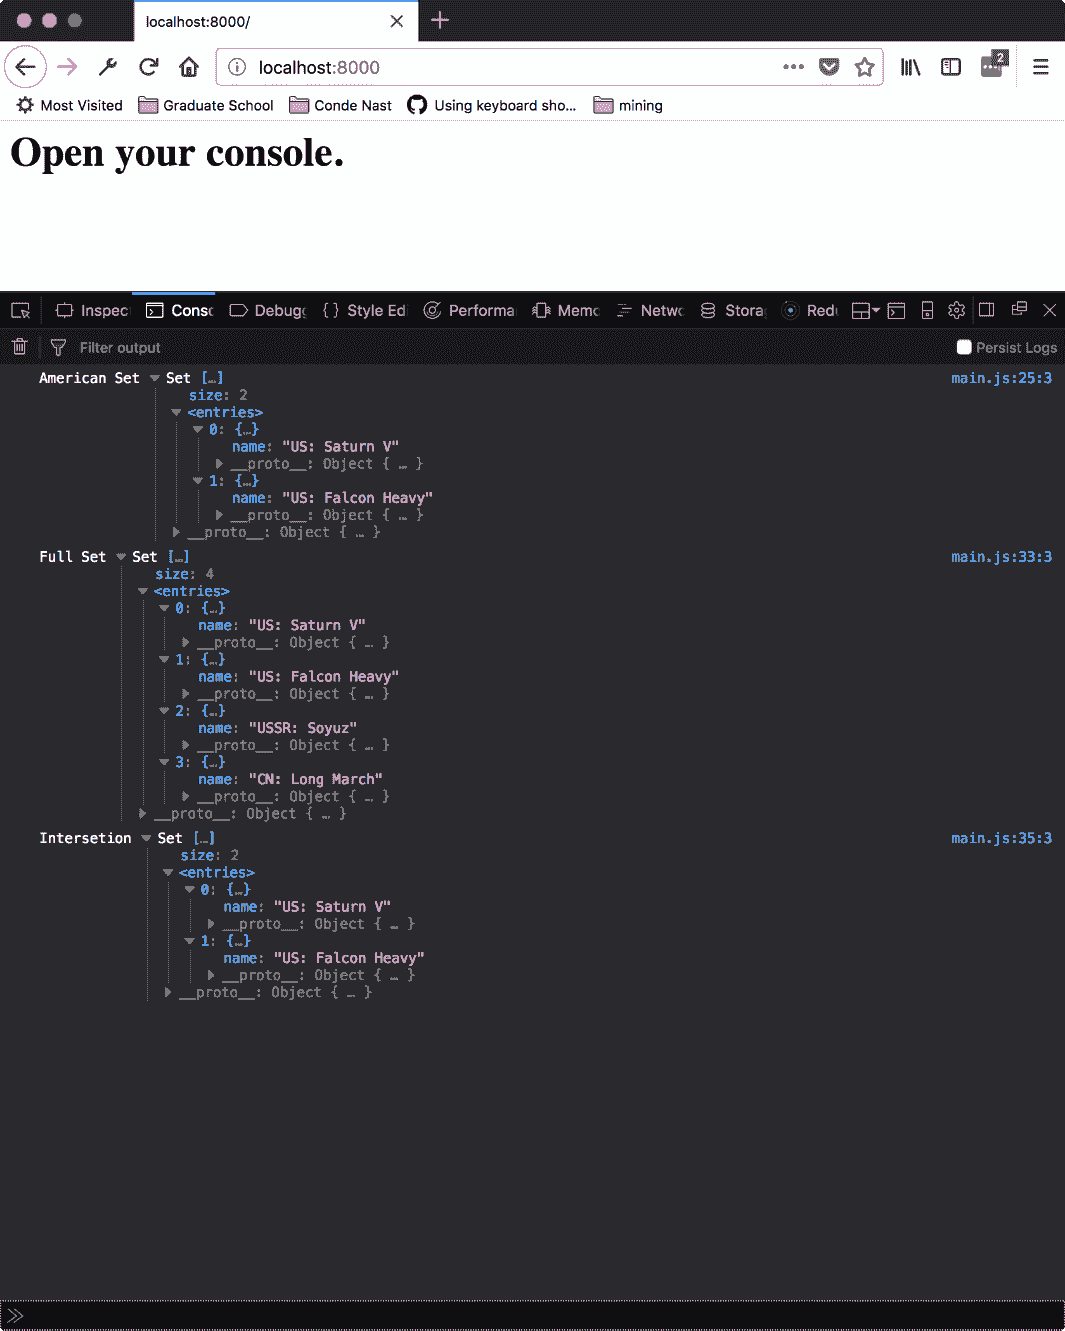 localhost:8000/
localhost:8000
2
Most Visited Graduate School Conde Nast Using keyboard sho... mining
Open your console.
Inspec Conso Debugg Style Edi Performa Memo Netwo Stora Redu
Filter output Persist Logs
American Set Set […] main.js:25:3
size: 2
<entries>
0: {…}
name: "US: Saturn V"
__proto__: Object { … }
1: {…}
name: "US: Falcon Heavy"
__proto__: Object { … }
__proto__: Object { … }
Full Set Set […] main.js:33:3
size: 4
<entries>
0: {…}
name: "US: Saturn V"
__proto__: Object { … }
1: {…}
name: "US: Falcon Heavy"
__proto__: Object { … }
2: {…}
name: "USSR: Soyuz"
__proto__: Object { … }
3: {…}
name: "CN: Long March"
__proto__: Object { … }
__proto__: Object { … }
Intersetion Set […] main.js:35:3
size: 2
<entries>
0: {…}
name: "US: Saturn V"
__proto__: Object { … }
1: {…}
name: "US: Falcon Heavy"
__proto__: Object { … }
__proto__: Object { … }